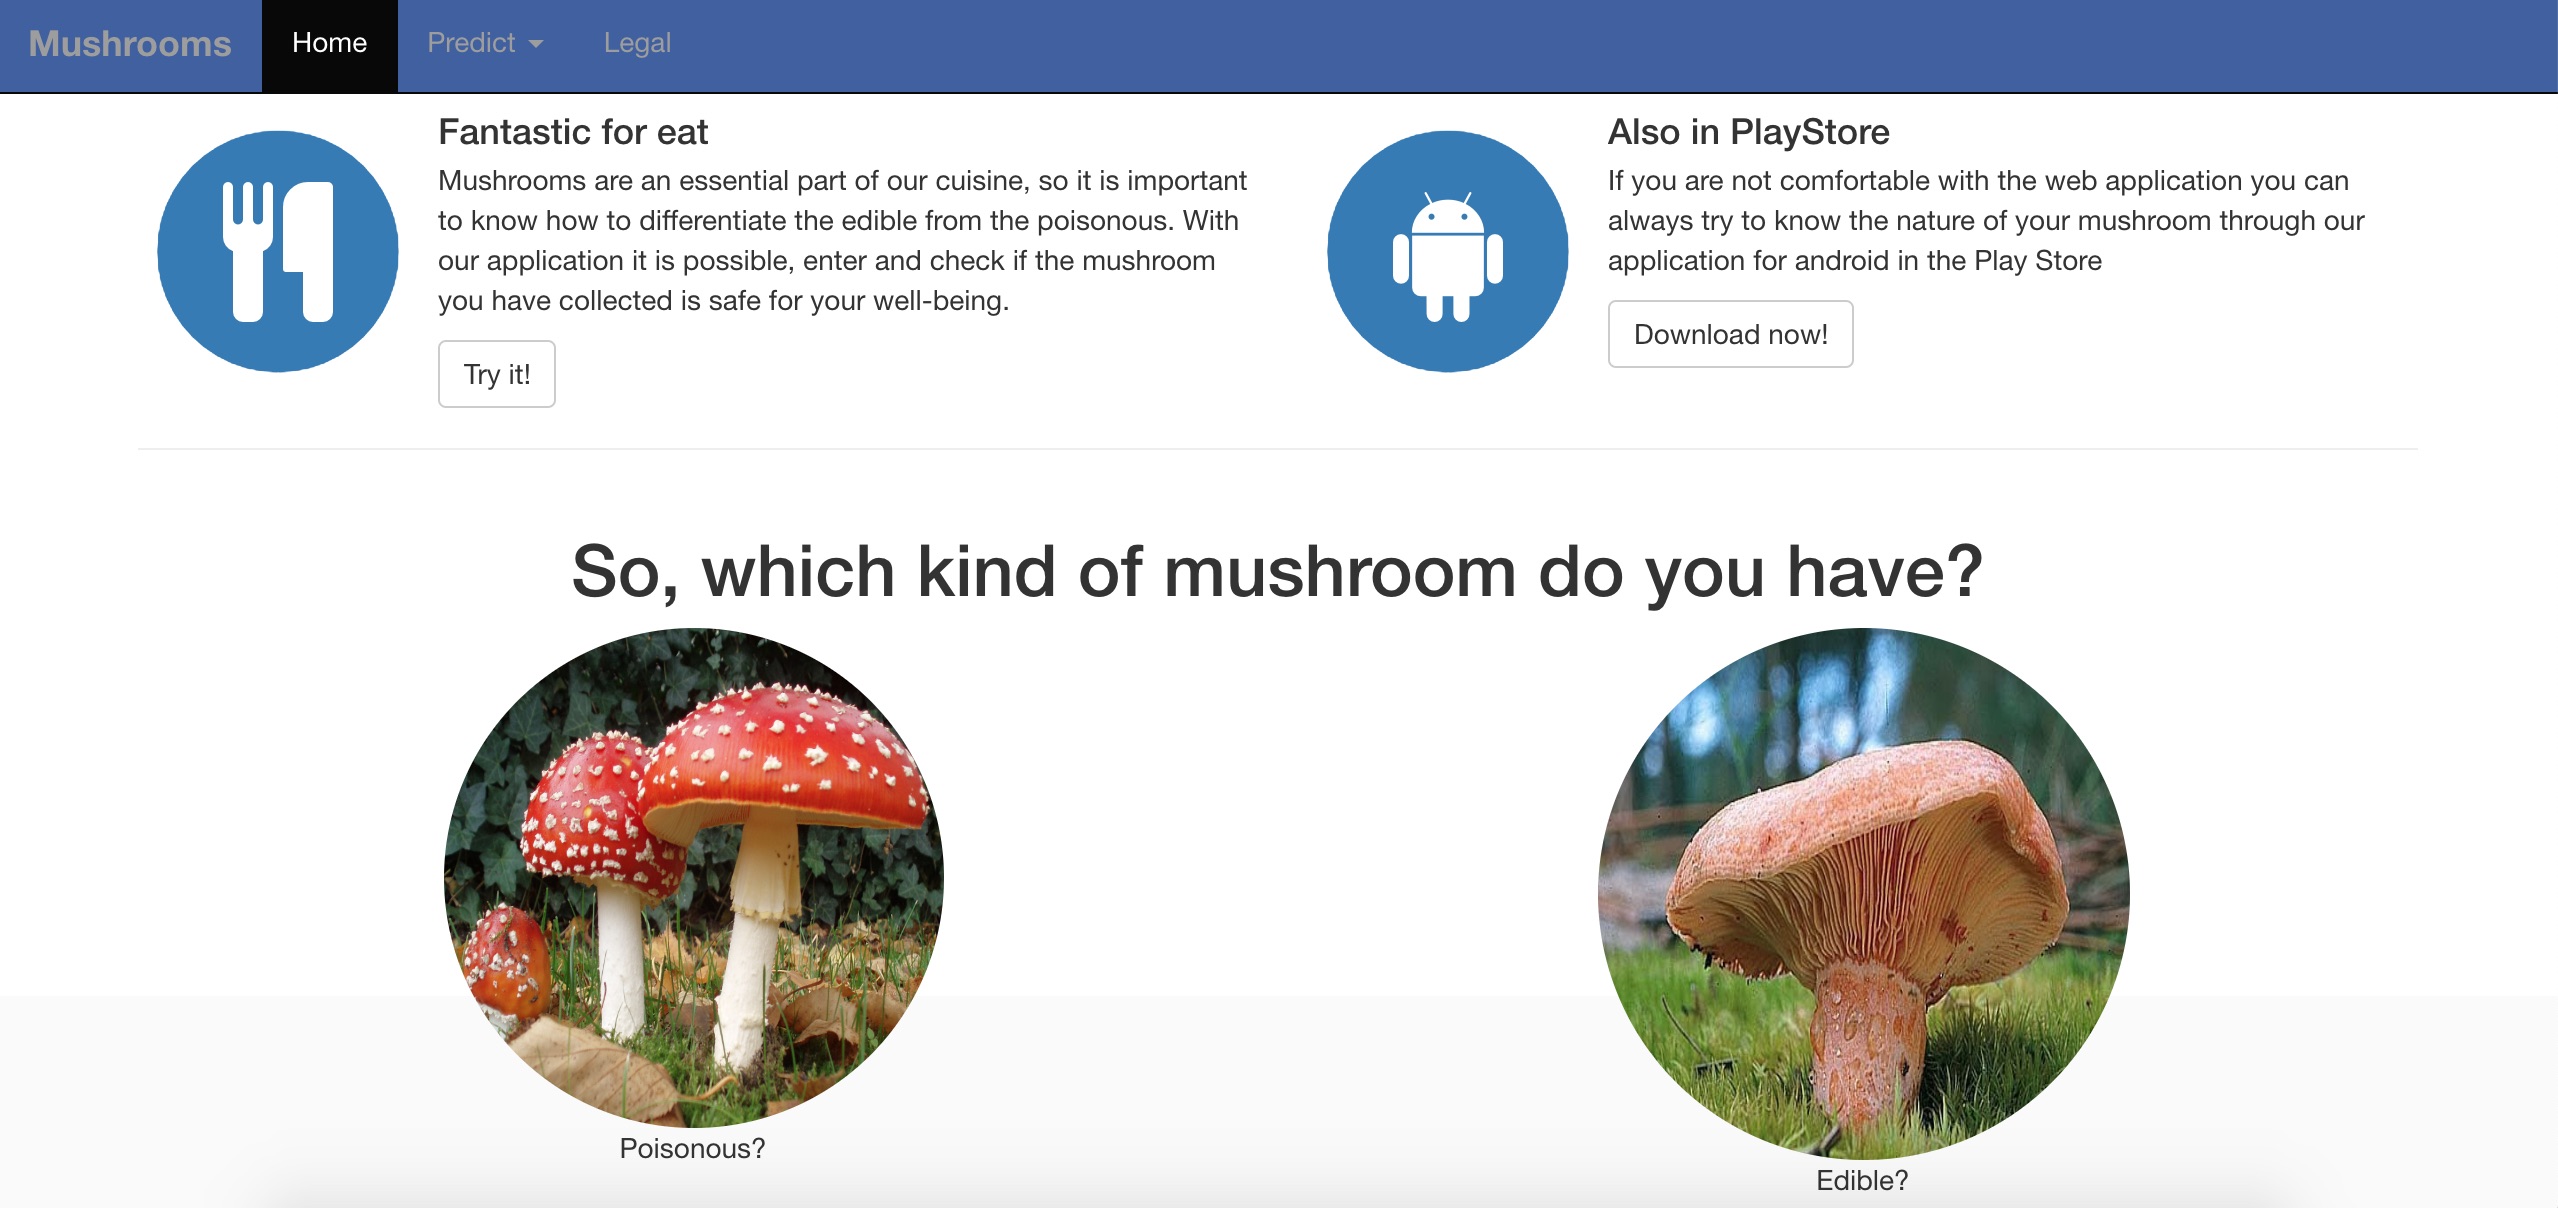 Mushrooms Home Predict Legal
Fantastic for eat
Mushrooms are an essential part of our cuisine, so it is important
to know how to differentiate the edible from the poisonous. With
our application it is possible, enter and check if the mushroom
you have collected is safe for your well-being.
Try it!
Also in PlayStore
If you are not comfortable with the web application you can
always try to know the nature of your mushroom through our
application for android in the Play Store
Download now!
So, which kind of mushroom do you have?
Poisonous?
Edible?